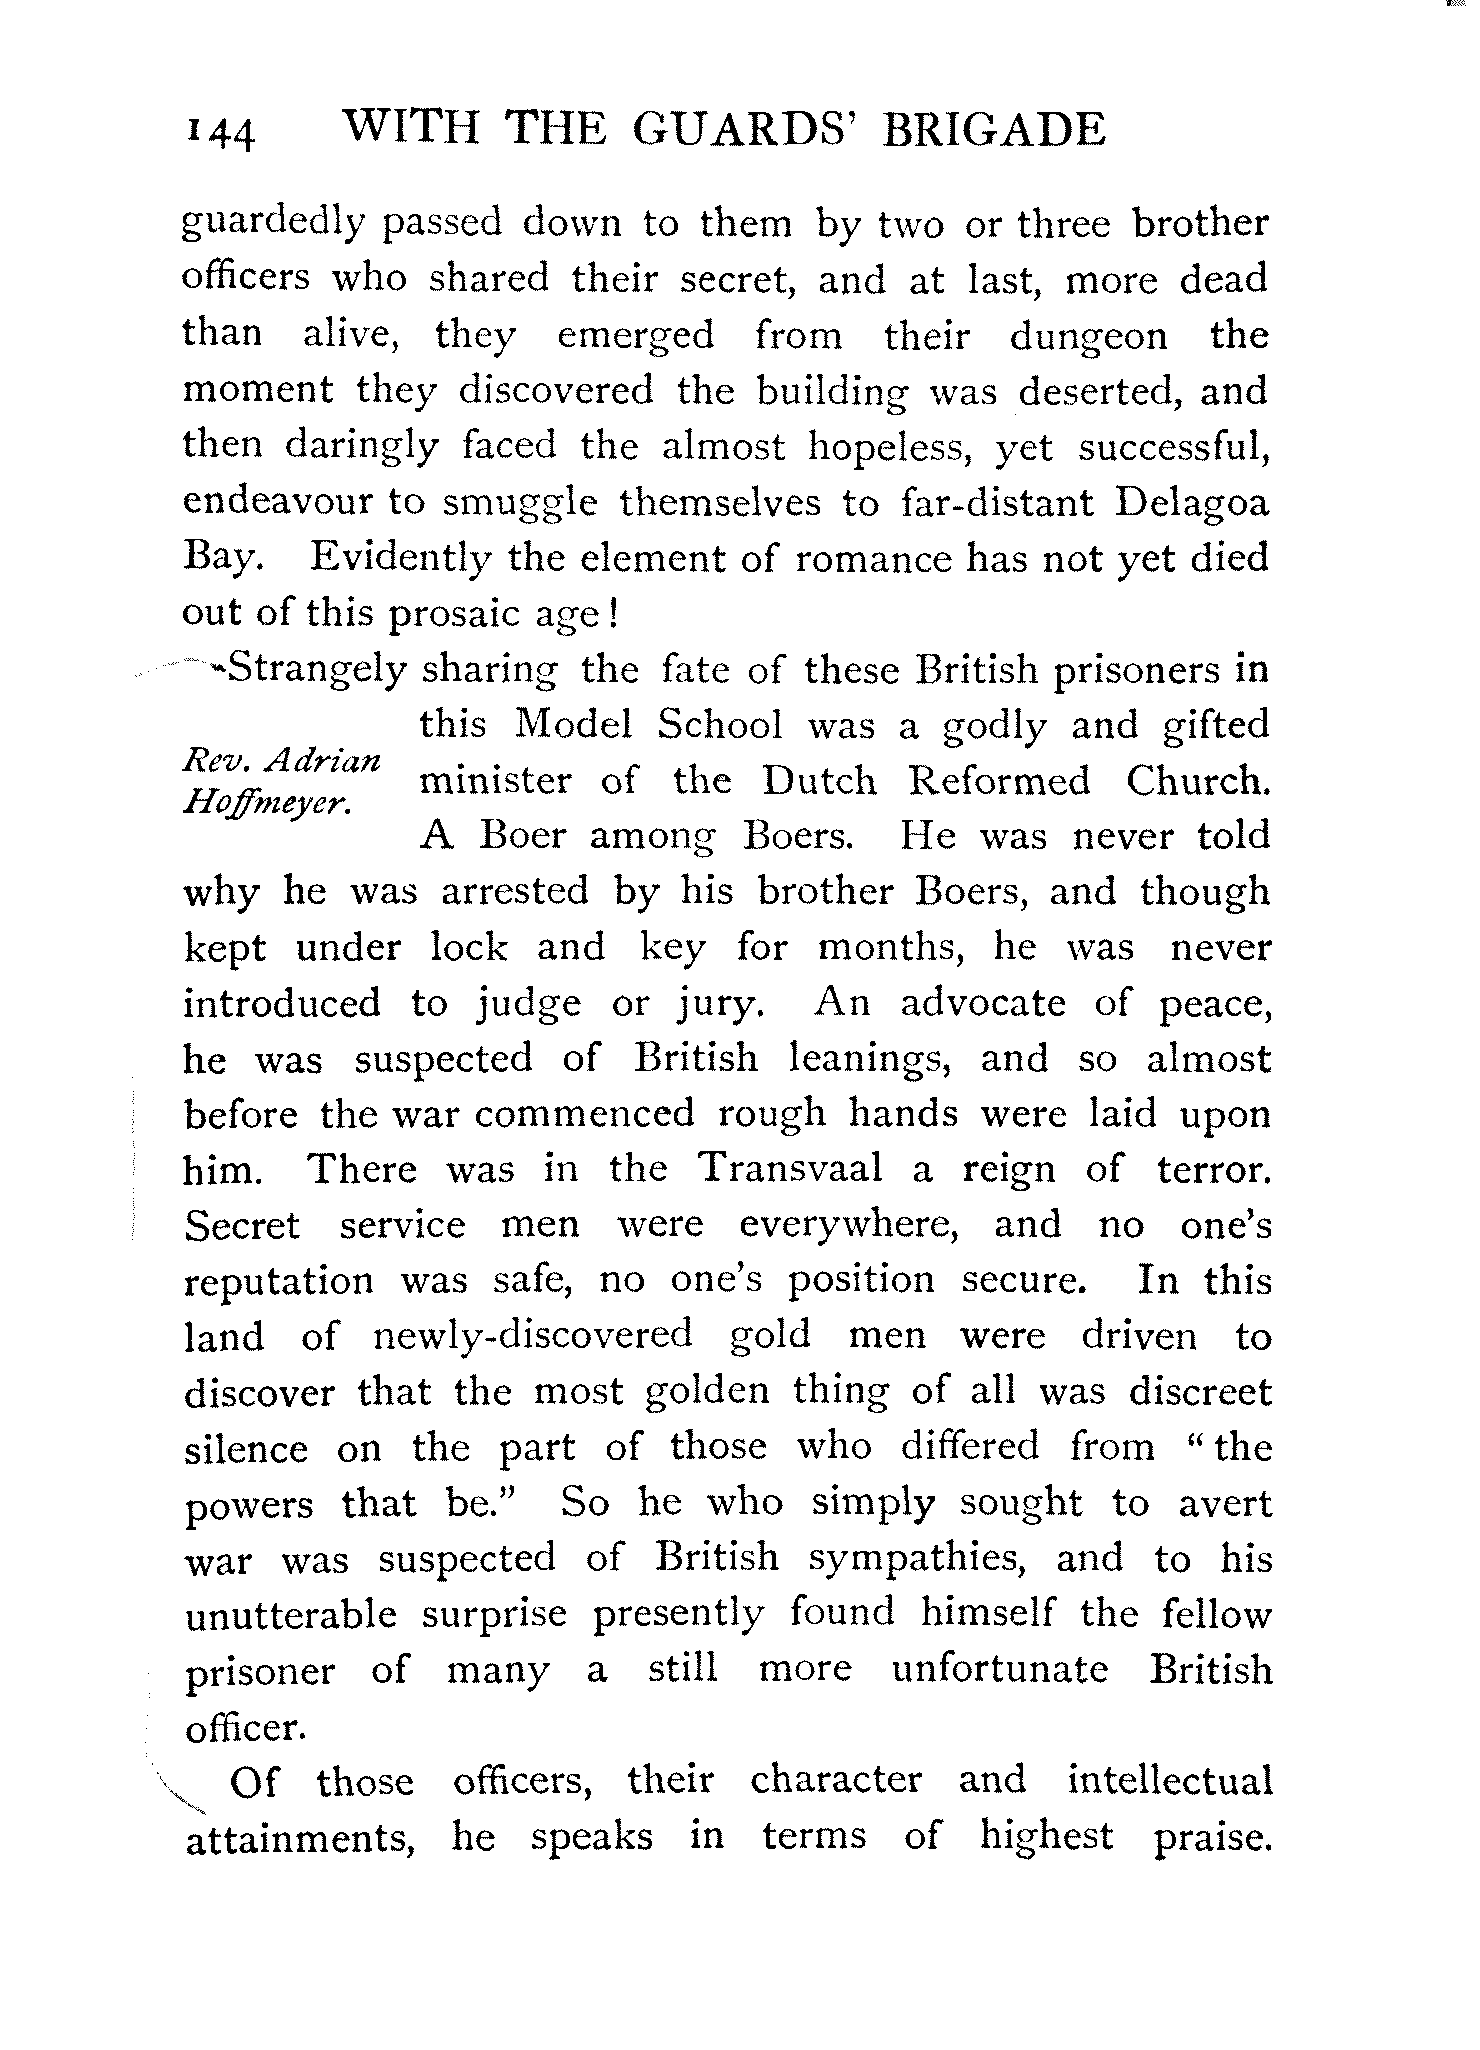 144 WITH THE GUARDS' BRIGADE
guardedly passed down to them by two or three brother
officers who shared their secret, and at last, more dead
than alive, they emerged from their dungeon the
moment they discovered the building was deserted, and
then daringly faced the almost hopeless, yet successful,
endeavour to smuggle themselves to far-distant Delagoa
Bay. Evidently the element of romance has not yet died
out of this prosaic age!
Strangely sharing the fate of these British prisoners in
Rev. Adrian
Hoffmeyer.
this Model School was a godly and gifted
minister of the Dutch Reformed Church.
A Boer among Boers. He was never told
why he was arrested by his brother Boers, and though
kept under lock and key for months, he was never
introduced to judge or jury. An advocate of peace,
he was suspected of British leanings, and so almost
before the war commenced rough hands were laid upon
him. There was in the Transvaal a reign of terror.
Secret service men were everywhere, and no one's
reputation was safe, no one's position secure. In this
land of newly-discovered gold men were driven to
discover that the most golden thing of all was discreet
silence on the part of those who differed from "the
powers that be." So he who simply sought to avert
war was suspected of British sympathies, and to his
unutterable surprise presently found himself the fellow
prisoner of many a still more unfortunate British
officer.
Of those officers, their character and intellectual
attainments, he speaks in terms of highest praise.